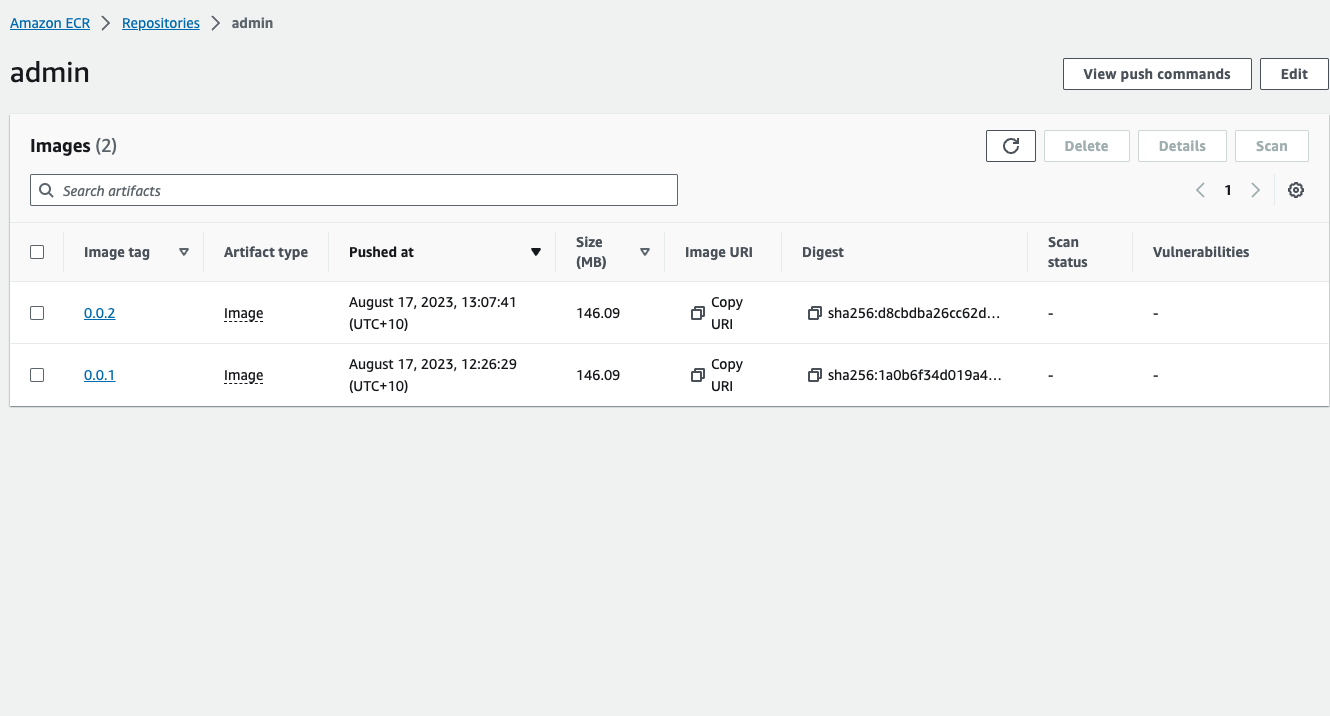 Amazon ECR > Repositories > admin
admin
View push commands
Edit
Images (2)
Delete
Details
Scan
Search artifacts
1
Image tag
Artifact type
Pushed at
Size
(MB)
Image URI
Digest
Scan
status
Vulnerabilities
0.0.2
Image
August 17, 2023, 13:07:41
(UTC+10)
146.09
Copy
URI
sha256:d8cbdba26cc62d...
-
-
0.0.1
Image
August 17, 2023, 12:26:29
(UTC+10)
146.09
Copy
URI
sha256:1a0b6f34d019a4...
-
-